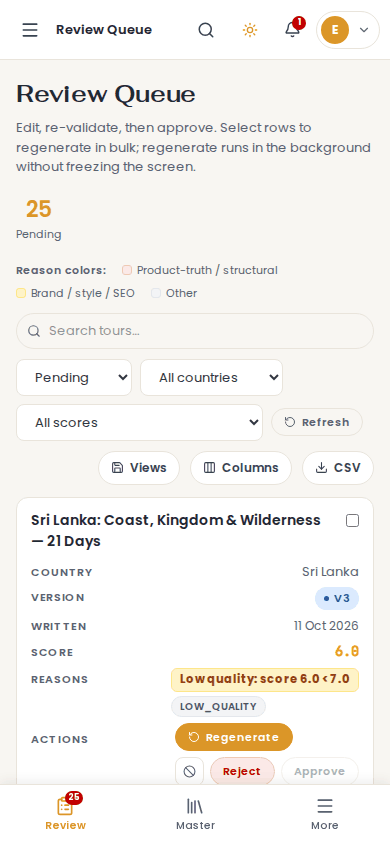 Review Queue
1
E
Review Queue
Edit, re-validate, then approve. Select rows to
regenerate in bulk; regenerate runs in the background
without freezing the screen.
25
Pending
Reason colors: Product-truth / structural
Brand / style / SEO Other
Search tours...
Pending All countries
All scores Refresh
Views Columns CSV
Sri Lanka: Coast, Kingdom & Wilderness
— 21 Days
COUNTRY Sri Lanka
VERSION V3
WRITTEN 11 Oct 2026
SCORE 6.0
REASONS Low quality: score 6.0 < 7.0
LOW_QUALITY
ACTIONS Regenerate
Reject Approve
25
Review Master More